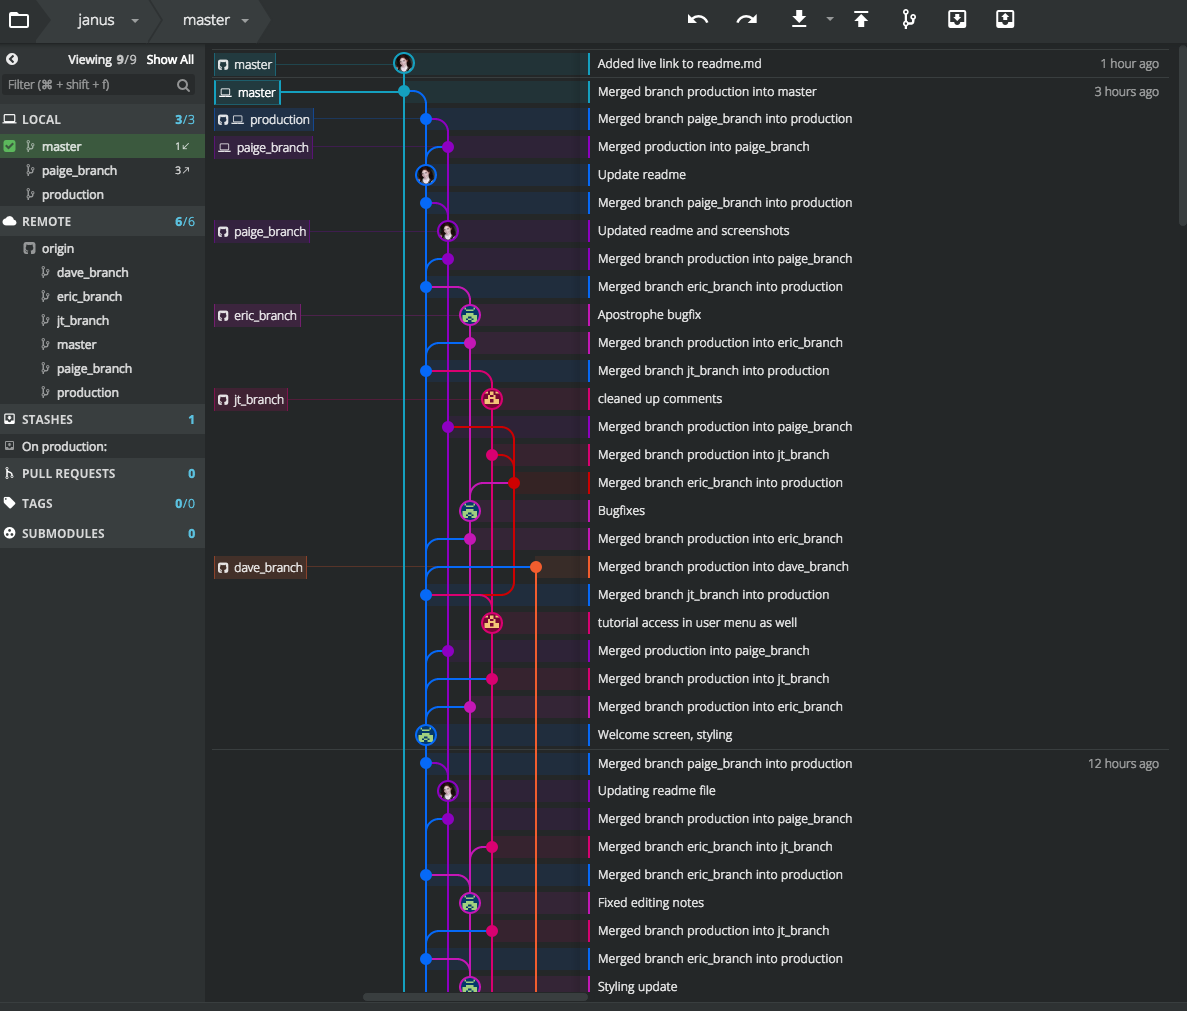 janus master
Viewing 9/9 Show All
Filter (⌘ + shift + f)
LOCAL 3/3
master 1↙
paige_branch 3↗
production
REMOTE 6/6
origin
dave_branch
eric_branch
jt_branch
master
paige_branch
production
STASHES 1
On production:
PULL REQUESTS 0
TAGS 0/0
SUBMODULES 0
master Added live link to readme.md 1 hour ago
master Merged branch production into master 3 hours ago
production Merged branch paige_branch into production
paige_branch Merged production into paige_branch
Update readme
Merged branch paige_branch into production
paige_branch Updated readme and screenshots
Merged branch production into paige_branch
Merged branch eric_branch into production
eric_branch Apostrophe bugfix
Merged branch production into eric_branch
Merged branch jt_branch into production
jt_branch cleaned up comments
Merged branch production into paige_branch
Merged branch production into jt_branch
Merged branch eric_branch into production
Bugfixes
Merged branch production into eric_branch
dave_branch Merged branch production into dave_branch
Merged branch jt_branch into production
tutorial access in user menu as well
Merged production into paige_branch
Merged branch production into jt_branch
Merged branch production into eric_branch
Welcome screen, styling
Merged branch paige_branch into production 12 hours ago
Updating readme file
Merged branch production into paige_branch
Merged branch eric_branch into jt_branch
Merged branch eric_branch into production
Fixed editing notes
Merged branch production into jt_branch
Merged branch eric_branch into production
Styling update